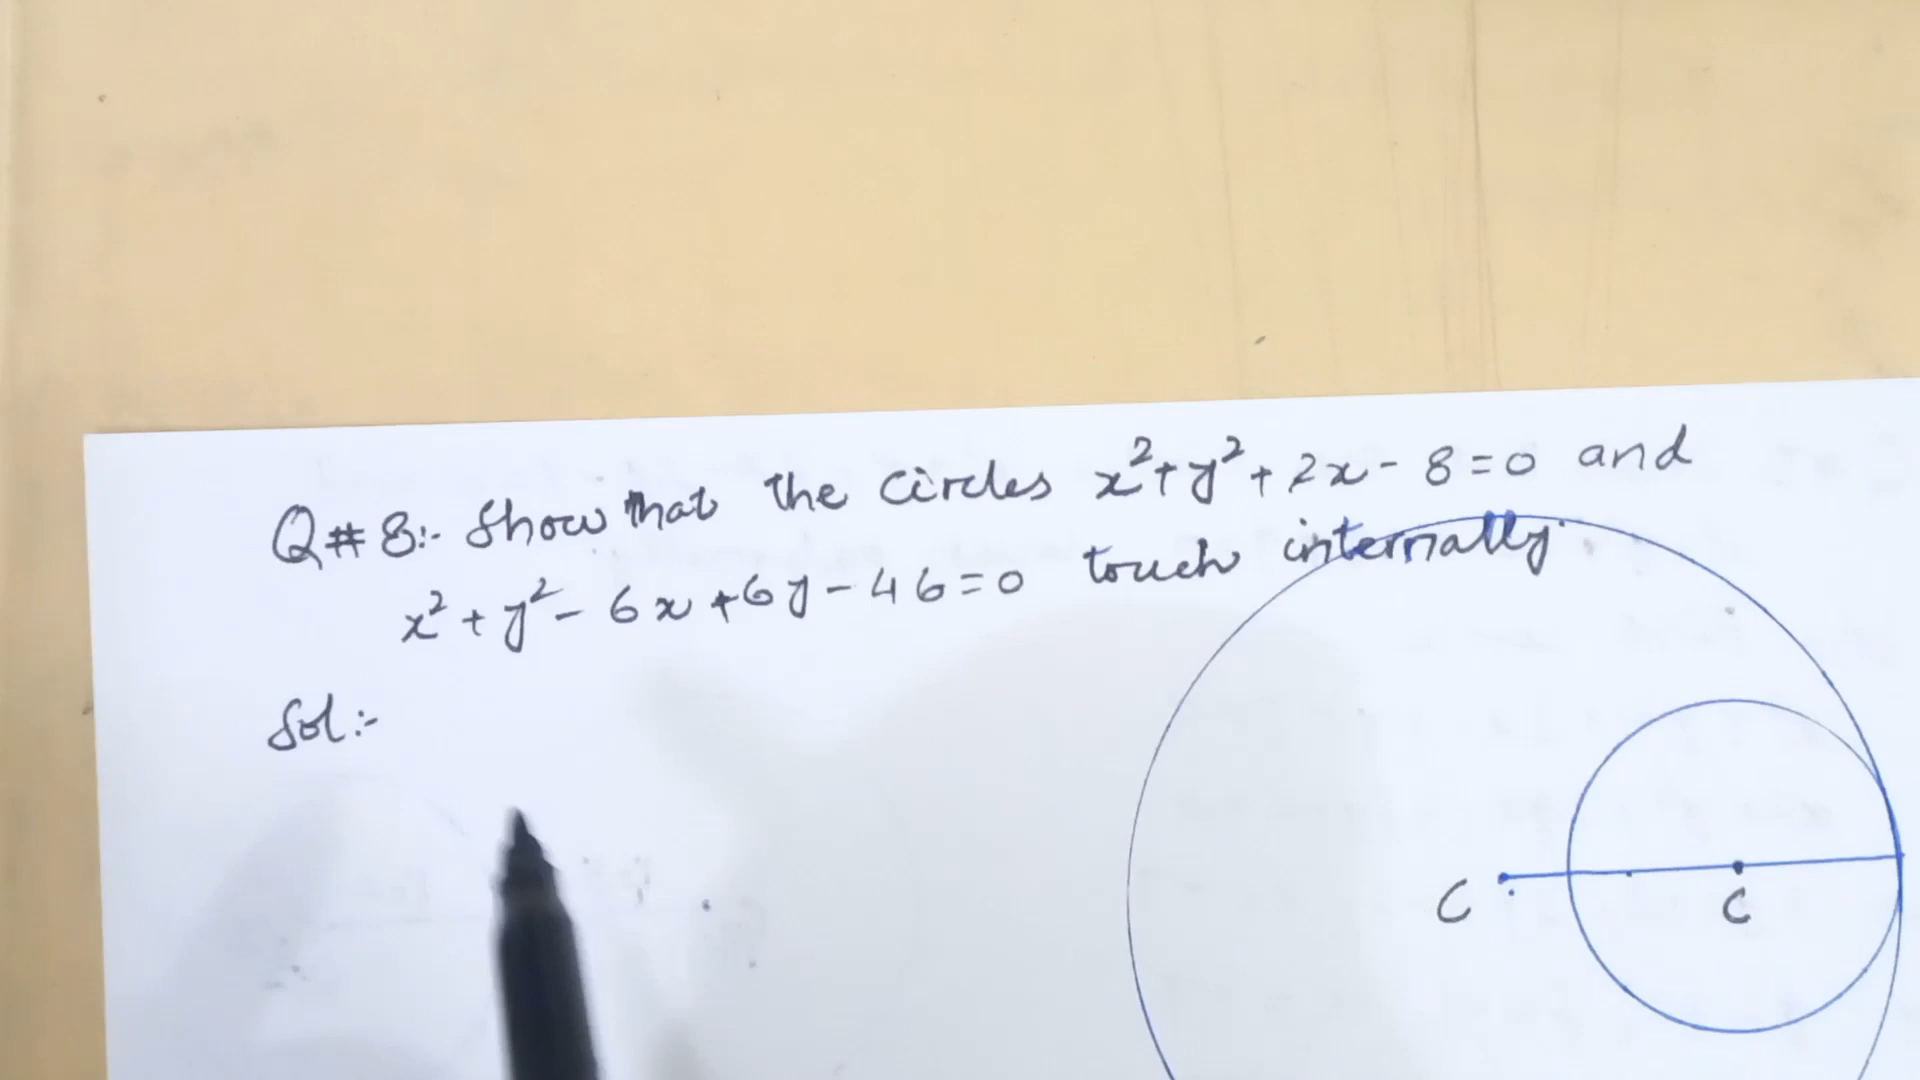 Q#8:- Show that the circles x²+y²+2x-8=0 and
x²+y²-6x+6y-46=0 touch internally.
Sol:-
C
C